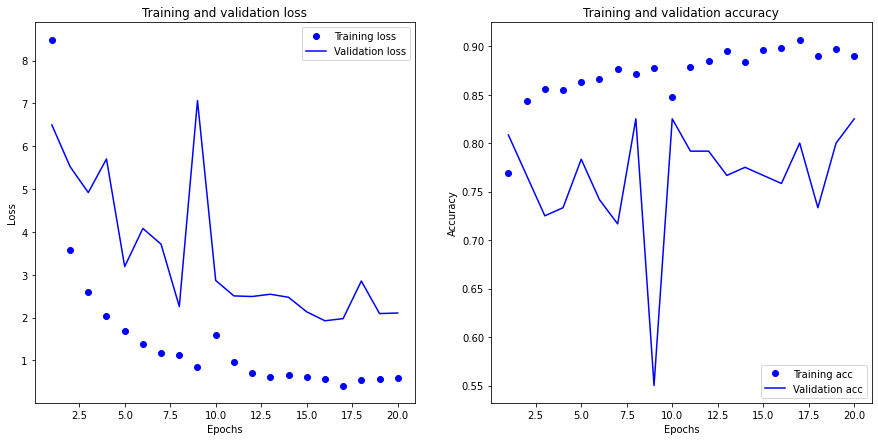 Training and validation loss
Training loss
Validation loss
8
7
6
5
4
3
2
1
Loss
2.5 5.0 7.5 10.0 12.5 15.0 17.5 20.0
Epochs
Training and validation accuracy
0.90
0.85
0.80
0.75
0.70
0.65
0.60
0.55
Accuracy
Training acc
Validation acc
2.5 5.0 7.5 10.0 12.5 15.0 17.5 20.0
Epochs